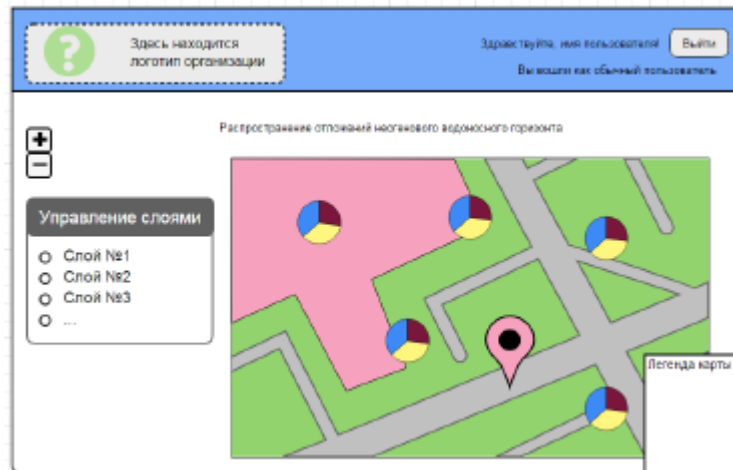 Здесь находится
логотип организации
Здравствуйте, имя пользователя!
Выйти
Вы вошли как обычный пользователь
Распространение отложений неогенового водоносного горизонта
+
−
Управление слоями
Слой №1
Слой №2
Слой №3
...
Легенда карты